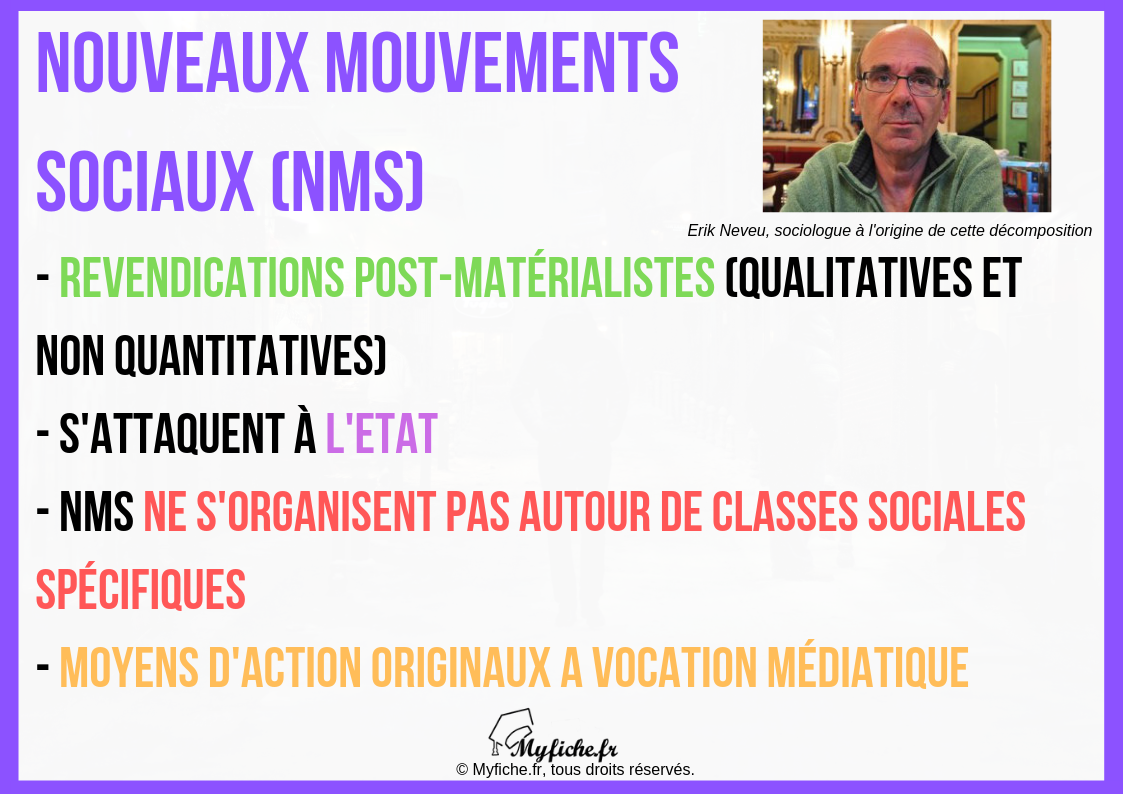 NOUVEAUX MOUVEMENTS
SOCIAUX (NMS)
Erik Neveu, sociologue à l'origine de cette décomposition
- REVENDICATIONS POST-MATÉRIALISTES (QUALITATIVES ET
NON QUANTITATIVES)
- S'ATTAQUENT À L'ETAT
- NMS NE S'ORGANISENT PAS AUTOUR DE CLASSES SOCIALES
SPÉCIFIQUES
- MOYENS D'ACTION ORIGINAUX A VOCATION MÉDIATIQUE
Myfiche.fr
© Myfiche.fr, tous droits réservés.